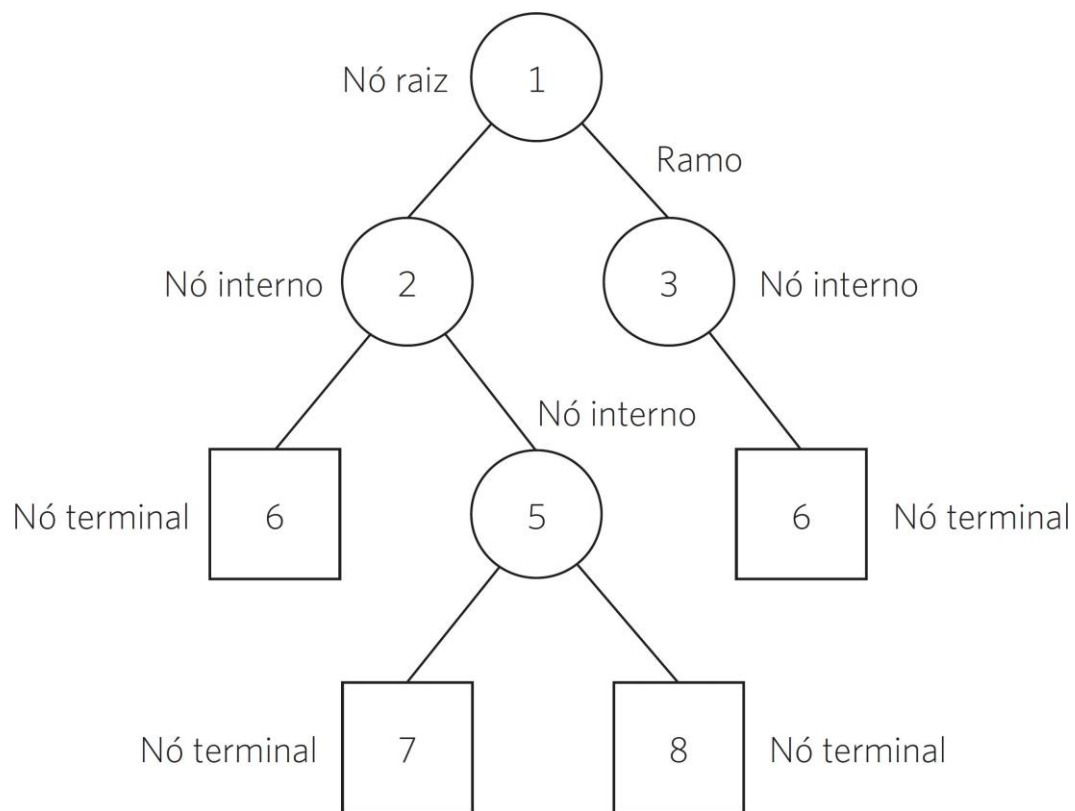 Nó raiz
1
Ramo
Nó interno
2
3
Nó interno
Nó interno
Nó terminal
6
5
6
Nó terminal
Nó terminal
7
8
Nó terminal